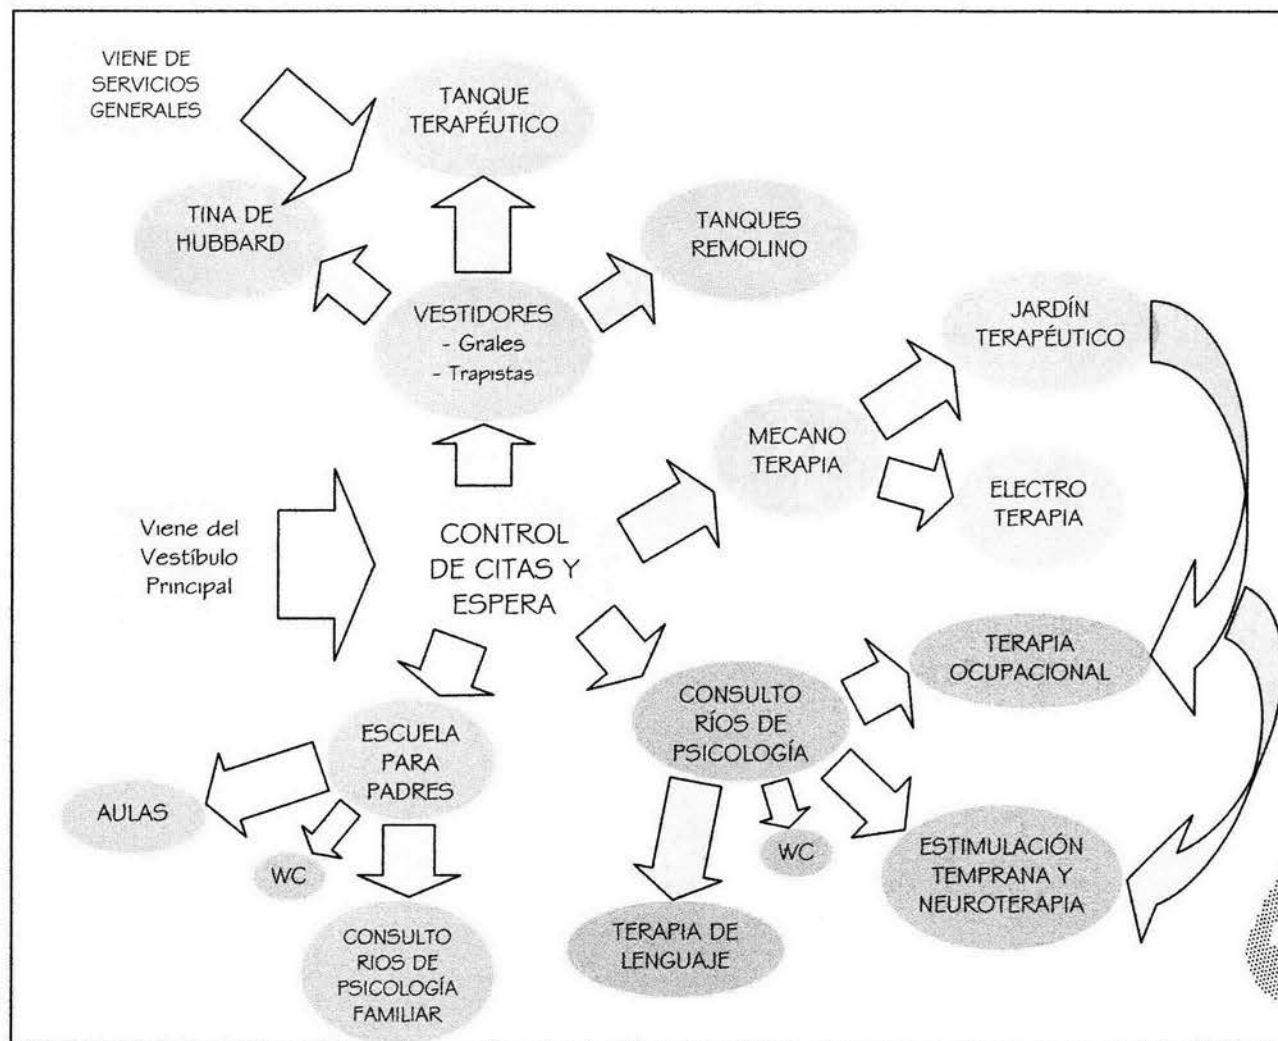 VIENE DE
SERVICIOS
GENERALES
TANQUE
TERAPÉUTICO
TINA DE
HUBBARD
TANQUES
REMOLINO
VESTIDORES
- Grales
- Trapistas
JARDÍN
TERAPÉUTICO
MECANO
TERAPIA
ELECTRO
TERAPIA
Viene del
Vestíbulo
Principal
CONTROL
DE CITAS Y
ESPERA
TERAPIA
OCUPACIONAL
CONSULTO
RÍOS DE
PSICOLOGÍA
ESCUELA
PARA
PADRES
AULAS
WC
WC
ESTIMULACIÓN
TEMPRANA Y
NEUROTERAPIA
CONSULTO
RIOS DE
PSICOLOGÍA
FAMILIAR
TERAPIA DE
LENGUAJE